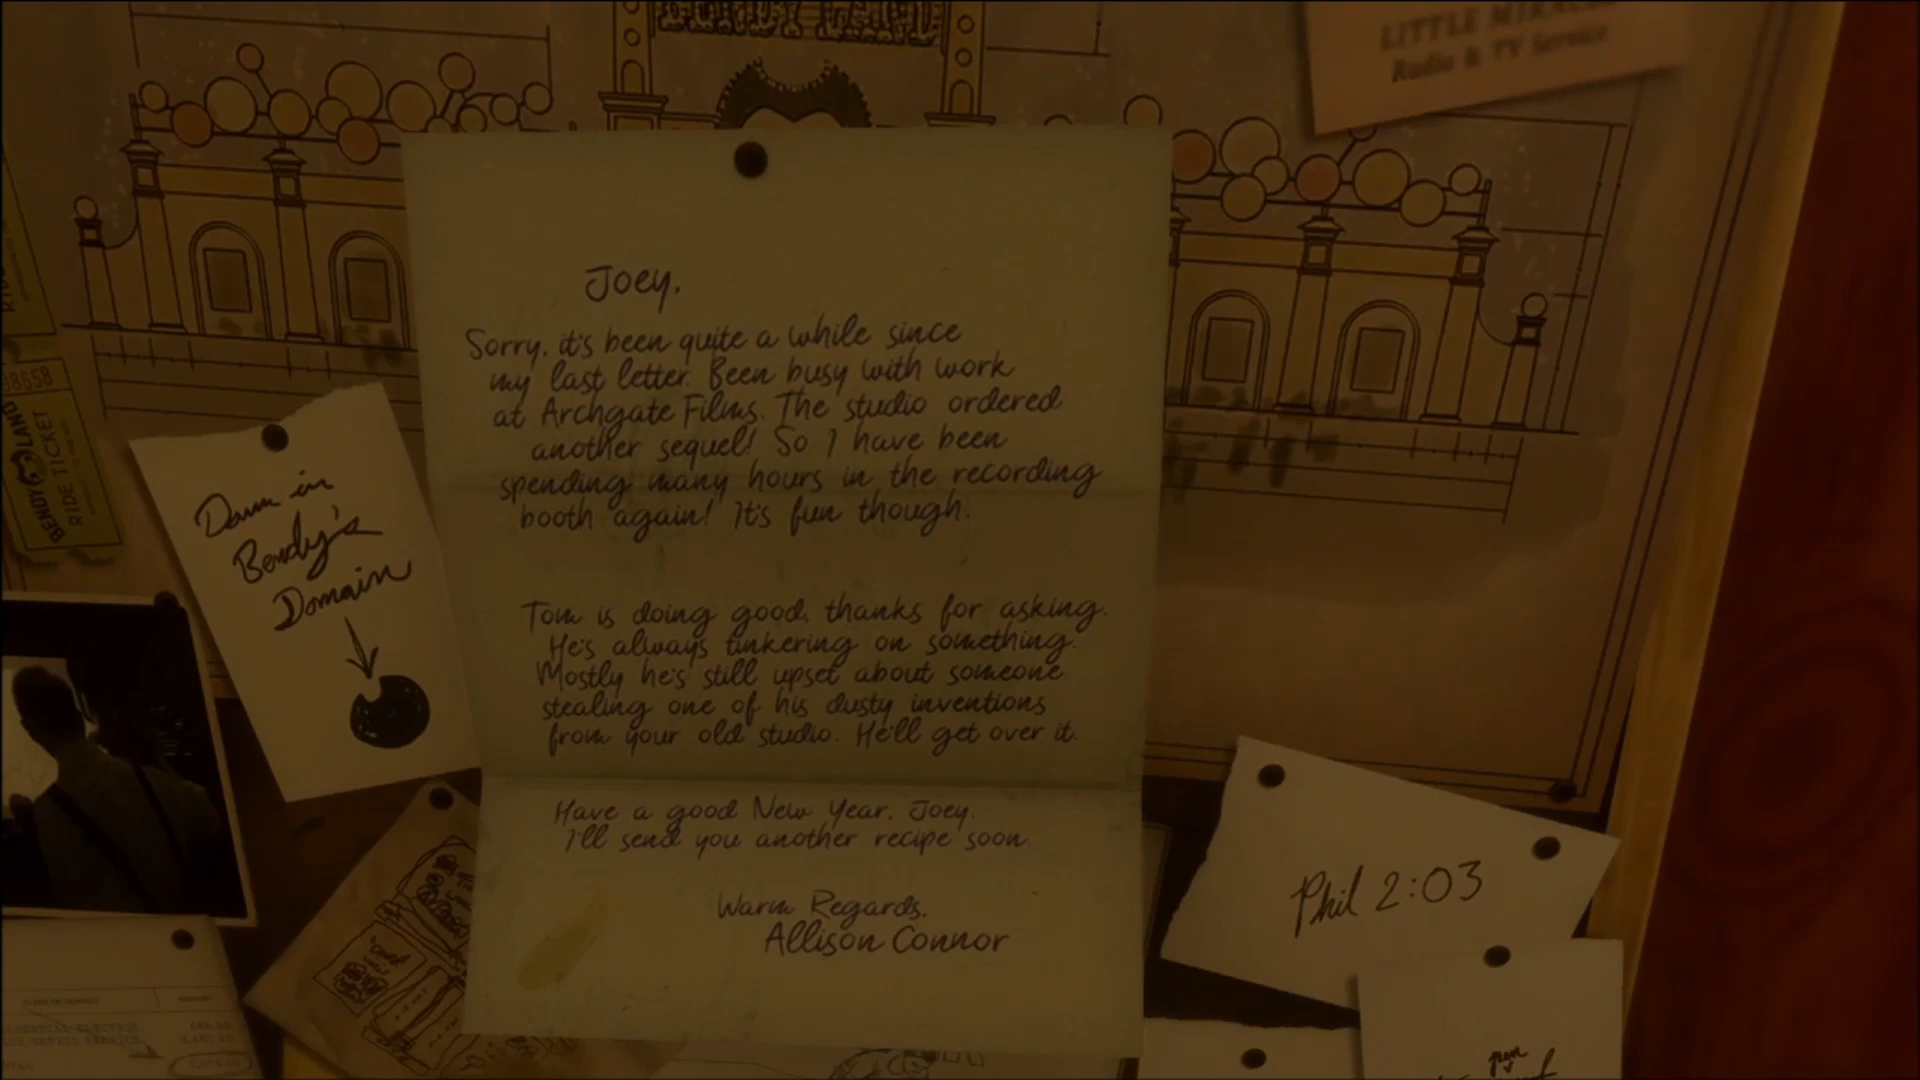 BENDY LAND
LITTLE MIRACLE
Radio & TV Service
Joey,
Sorry, it's been quite a while since
my last letter. Been busy with work
at Archgate Films. The studio ordered
another sequel! So I have been
spending many hours in the recording
booth again! It's fun though.
Tom is doing good, thanks for asking.
He's always tinkering on something.
Mostly he's still upset about someone
stealing one of his dusty inventions
from your old studio. He'll get over it.
Have a good New Year, Joey.
I'll send you another recipe soon.
Warm Regards,
Allison Connor
98658
BENDY LAND
RIDE TICKET
Down in
Bendy's
Domain
Phil 2:03